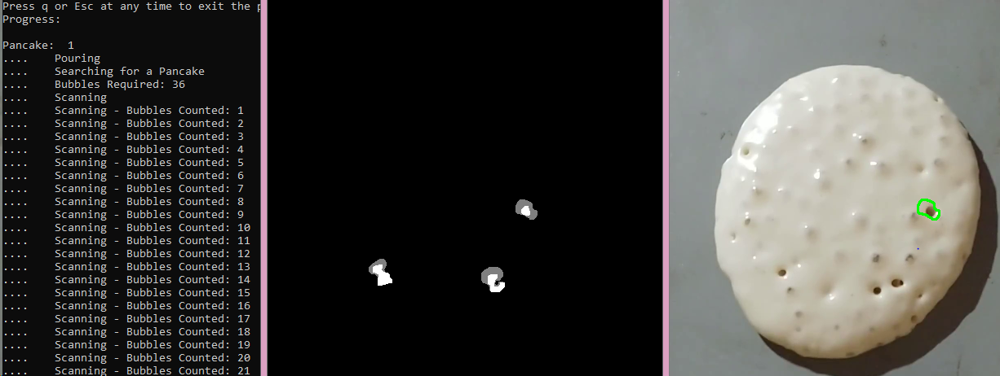 Press q or Esc at any time to exit the p
Progress:
Pancake:  1
....    Pouring
....    Searching for a Pancake
....    Bubbles Required: 36
....    Scanning
....    Scanning - Bubbles Counted: 1
....    Scanning - Bubbles Counted: 2
....    Scanning - Bubbles Counted: 3
....    Scanning - Bubbles Counted: 4
....    Scanning - Bubbles Counted: 5
....    Scanning - Bubbles Counted: 6
....    Scanning - Bubbles Counted: 7
....    Scanning - Bubbles Counted: 8
....    Scanning - Bubbles Counted: 9
....    Scanning - Bubbles Counted: 10
....    Scanning - Bubbles Counted: 11
....    Scanning - Bubbles Counted: 12
....    Scanning - Bubbles Counted: 13
....    Scanning - Bubbles Counted: 14
....    Scanning - Bubbles Counted: 15
....    Scanning - Bubbles Counted: 16
....    Scanning - Bubbles Counted: 17
....    Scanning - Bubbles Counted: 18
....    Scanning - Bubbles Counted: 19
....    Scanning - Bubbles Counted: 20
....    Scanning - Bubbles Counted: 21